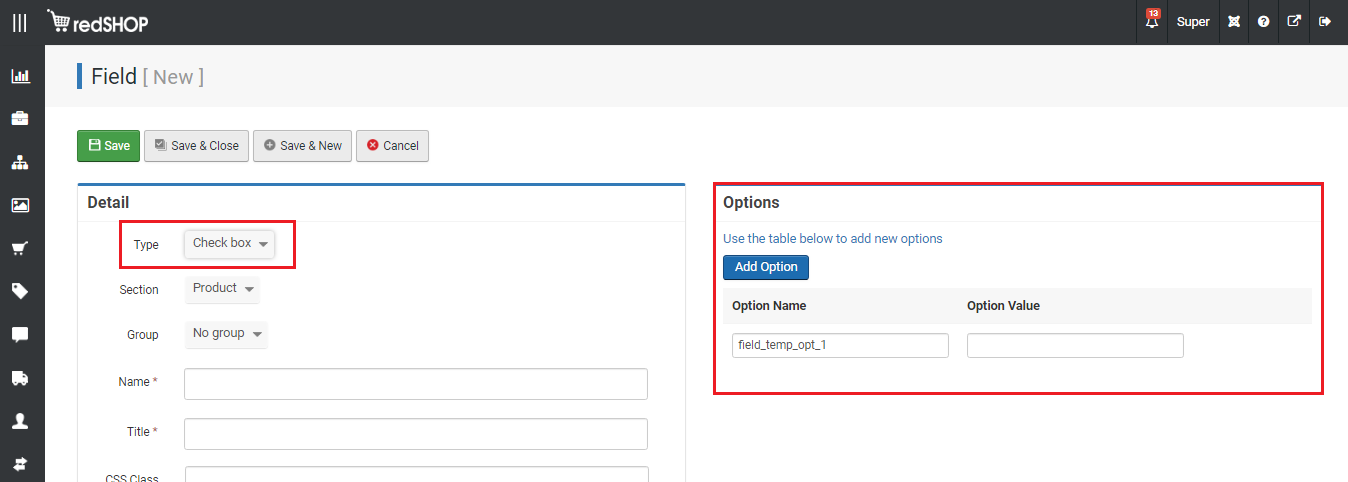 redSHOP
13
Super
Field [ New ]
Save
Save & Close
Save & New
Cancel
Detail
Type
Check box
Section
Product
Group
No group
Name *
Title *
CSS Class
Options
Use the table below to add new options
Add Option
Option Name
Option Value
field_temp_opt_1